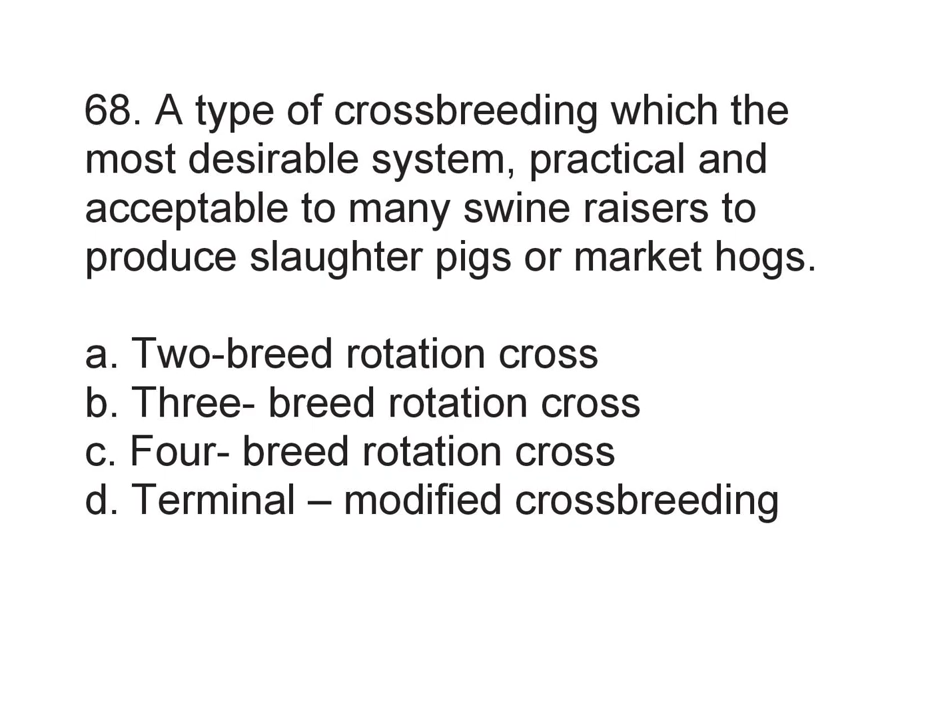 68. A type of crossbreeding which the
most desirable system, practical and
acceptable to many swine raisers to
produce slaughter pigs or market hogs.
a. Two-breed rotation cross
b. Three- breed rotation cross
c. Four- breed rotation cross
d. Terminal – modified crossbreeding